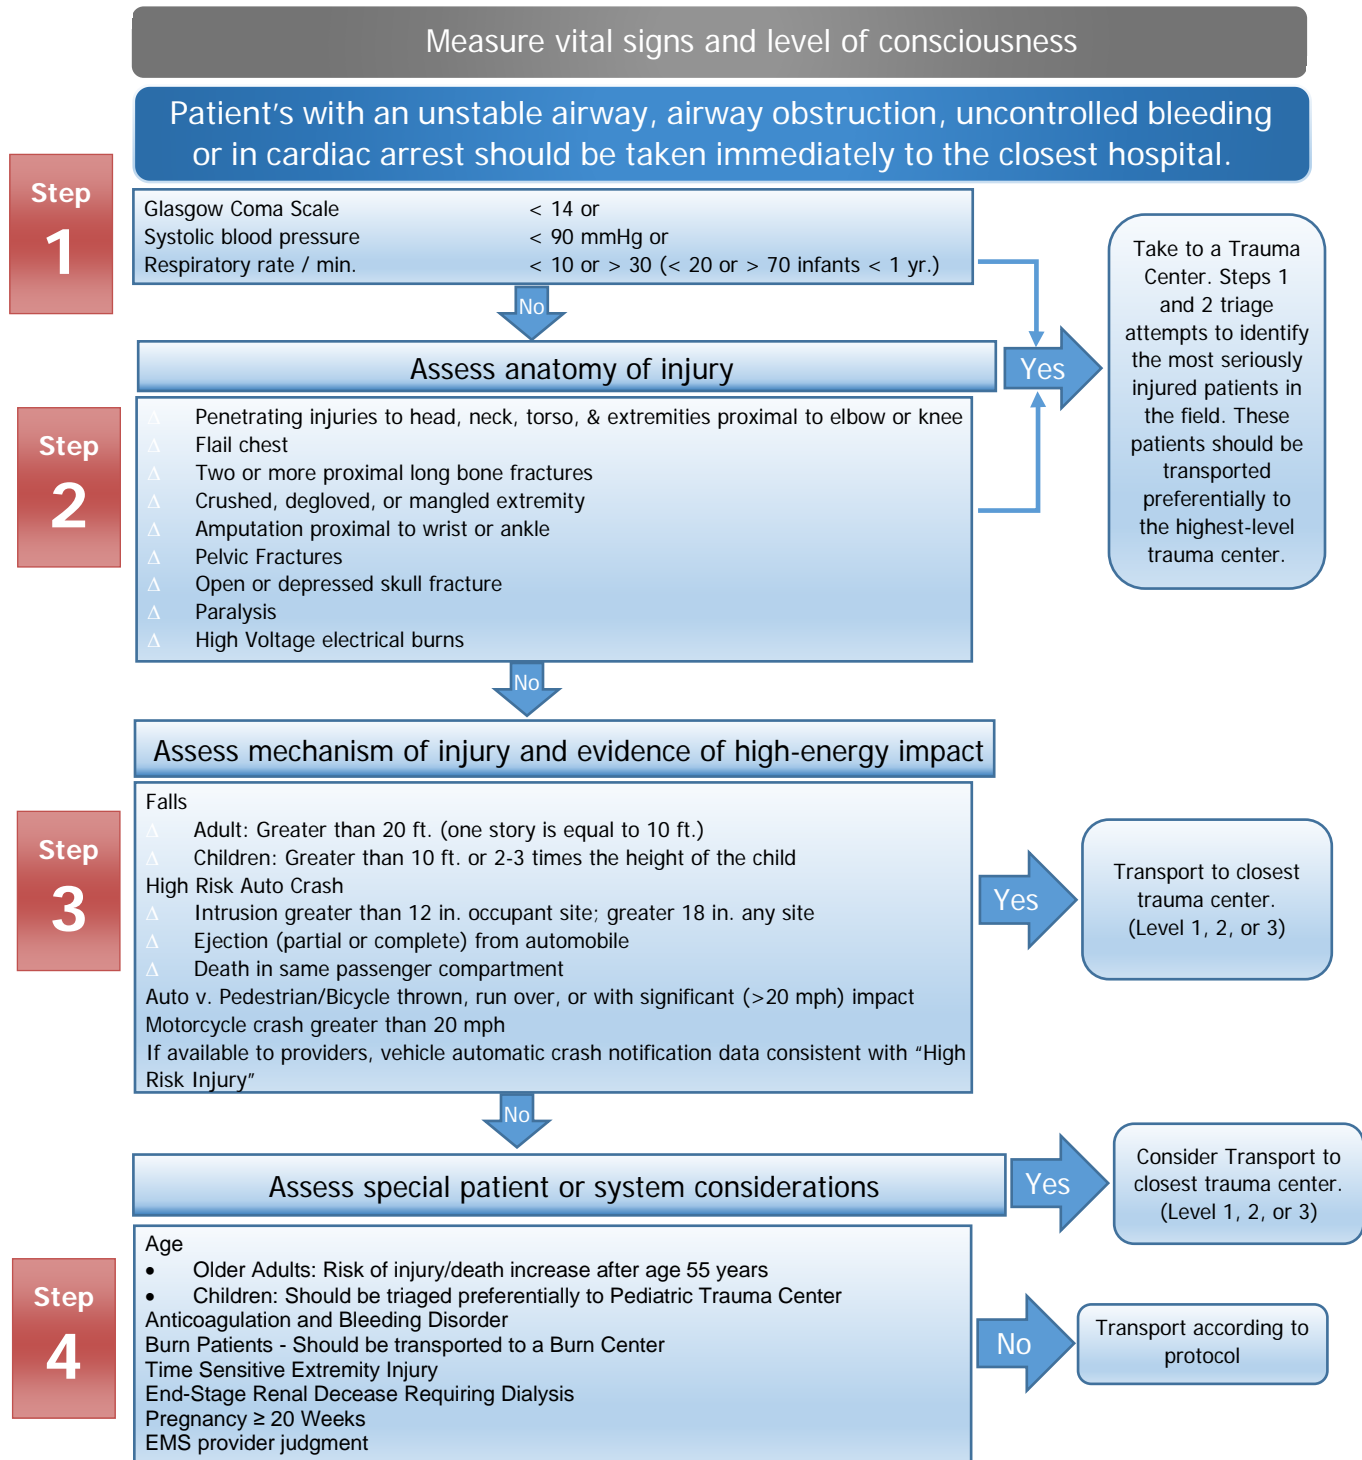 Measure vital signs and level of consciousness
Patient's with an unstable airway, airway obstruction, uncontrolled bleeding
or in cardiac arrest should be taken immediately to the closest hospital.
Step
1
Glasgow Coma Scale < 14 or
Systolic blood pressure < 90 mmHg or
Respiratory rate / min. < 10 or > 30 (< 20 or > 70 infants < 1 yr.)
No
Assess anatomy of injury
Yes
Take to a Trauma
Center. Steps 1
and 2 triage
attempts to identify
the most seriously
injured patients in
the field. These
patients should be
transported
preferentially to
the highest-level
trauma center.
Step
2
Δ Penetrating injuries to head, neck, torso, & extremities proximal to elbow or knee
Δ Flail chest
Δ Two or more proximal long bone fractures
Δ Crushed, degloved, or mangled extremity
Δ Amputation proximal to wrist or ankle
Δ Pelvic Fractures
Δ Open or depressed skull fracture
Δ Paralysis
Δ High Voltage electrical burns
No
Assess mechanism of injury and evidence of high-energy impact
Step
3
Falls
Δ Adult: Greater than 20 ft. (one story is equal to 10 ft.)
Δ Children: Greater than 10 ft. or 2-3 times the height of the child
High Risk Auto Crash
Δ Intrusion greater than 12 in. occupant site; greater 18 in. any site
Δ Ejection (partial or complete) from automobile
Δ Death in same passenger compartment
Auto v. Pedestrian/Bicycle thrown, run over, or with significant (>20 mph) impact
Motorcycle crash greater than 20 mph
If available to providers, vehicle automatic crash notification data consistent with "High
Risk Injury"
Yes
Transport to closest
trauma center.
(Level 1, 2, or 3)
No
Assess special patient or system considerations
Yes
Consider Transport to
closest trauma center.
(Level 1, 2, or 3)
Step
4
Age
• Older Adults: Risk of injury/death increase after age 55 years
• Children: Should be triaged preferentially to Pediatric Trauma Center
Anticoagulation and Bleeding Disorder
Burn Patients - Should be transported to a Burn Center
Time Sensitive Extremity Injury
End-Stage Renal Decease Requiring Dialysis
Pregnancy ≥ 20 Weeks
EMS provider judgment
No
Transport according to
protocol